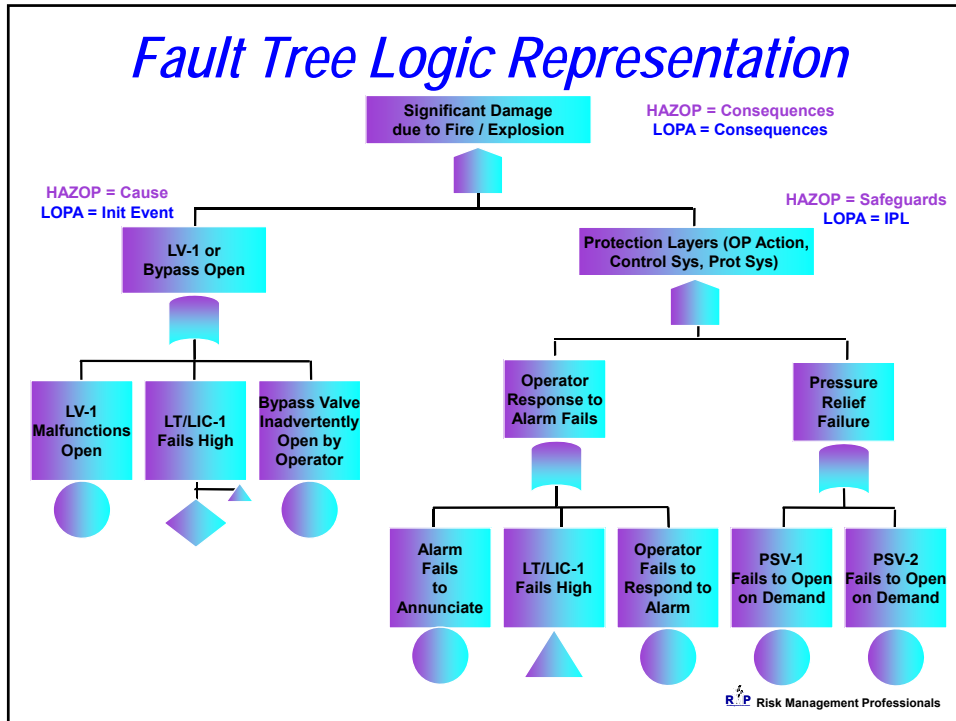 Fault Tree Logic Representation
Significant Damage
due to Fire / Explosion
HAZOP = Consequences
LOPA = Consequences
HAZOP = Cause
LOPA = Init Event
HAZOP = Safeguards
LOPA = IPL
LV-1 or
Bypass Open
Protection Layers (OP Action,
Control Sys, Prot Sys)
LV-1
Malfunctions
Open
LT/LIC-1
Fails High
Bypass Valve
Inadvertently
Open by
Operator
Operator
Response to
Alarm Fails
Pressure
Relief
Failure
Alarm
Fails
to
Annunciate
LT/LIC-1
Fails High
Operator
Fails to
Respond to
Alarm
PSV-1
Fails to Open
on Demand
PSV-2
Fails to Open
on Demand
RMP Risk Management Professionals